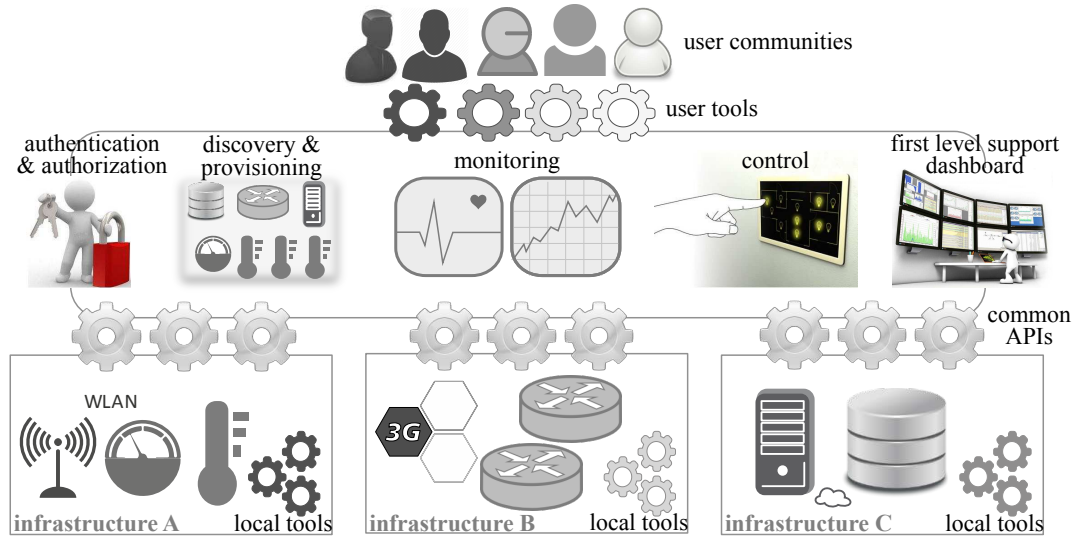 user communities
user tools
authentication
& authorization
discovery &
provisioning
monitoring
control
first level support
dashboard
common
APIs
WLAN
3G
infrastructure A
local tools
infrastructure B
local tools
infrastructure C
local tools